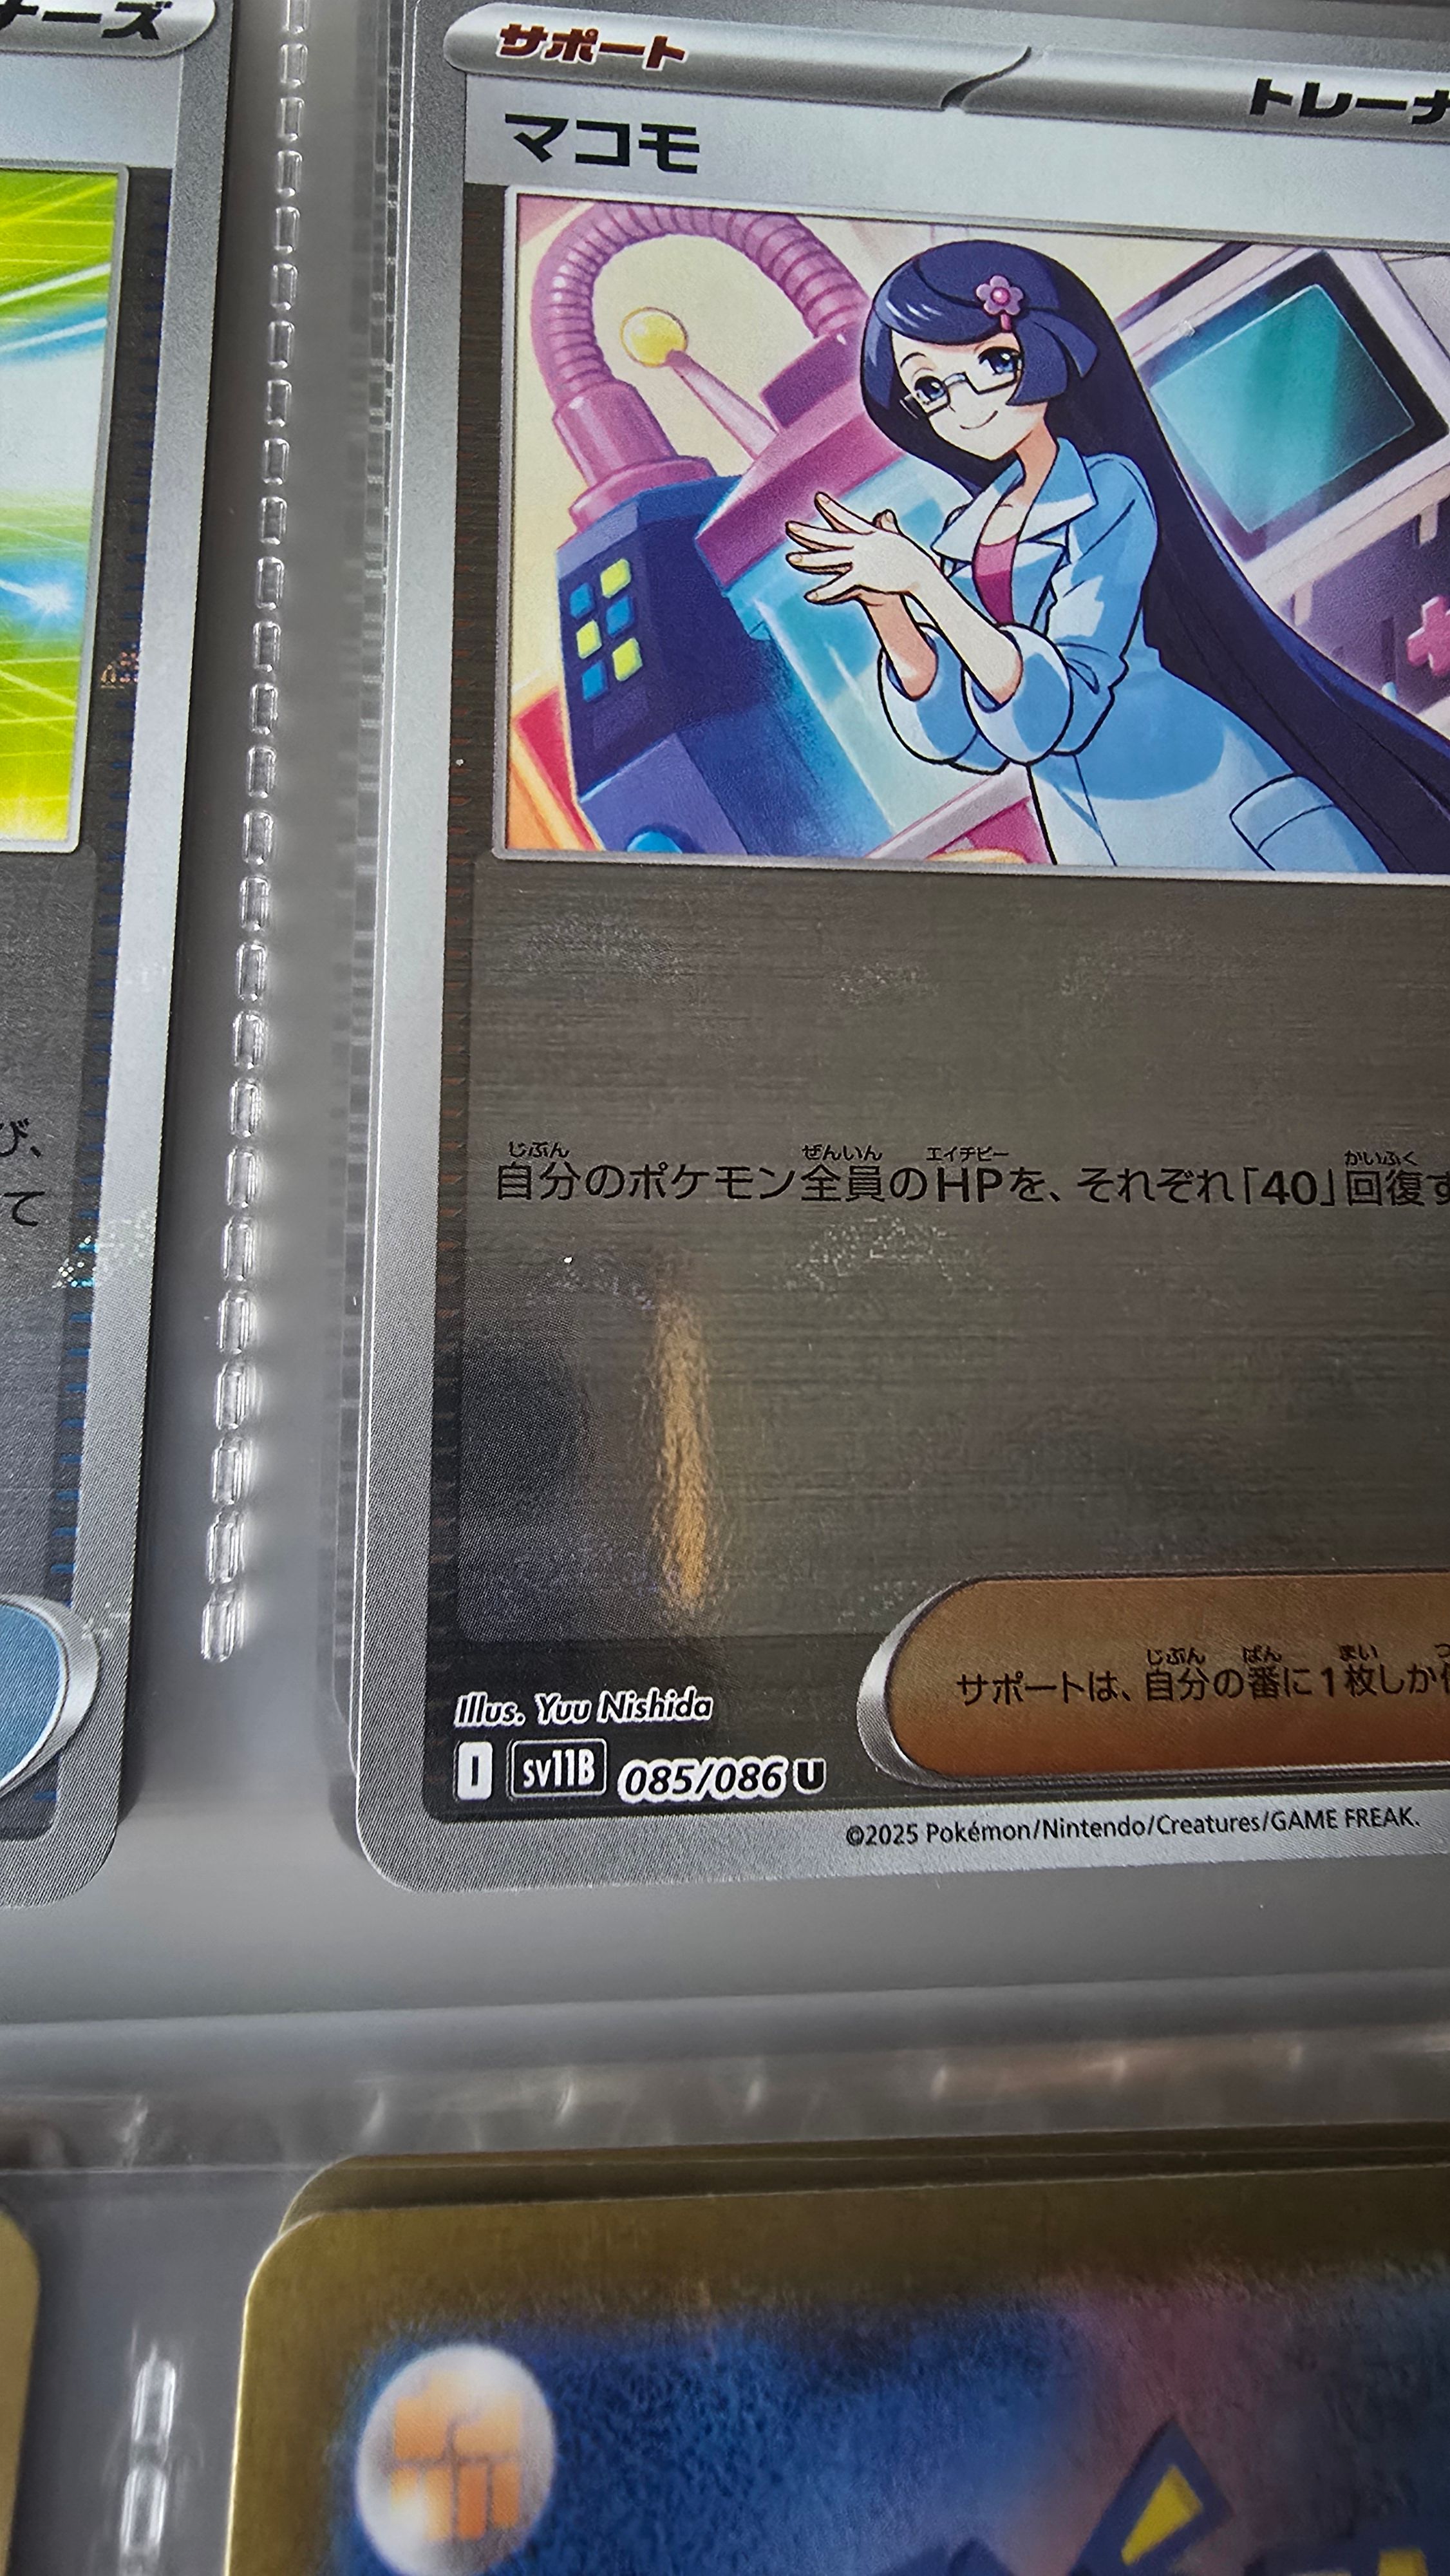 ナーズ
サポート
トレーナ
マコモ
び、
て
じぶん ぜんいん エイチピー かいふく
自分のポケモン全員のHPを、それぞれ「40」回復す
じぶん ばん まい つ
サポートは、自分の番に1枚しか
Illus. Yuu Nishida
I sv11B 085/086 U
©2025 Pokémon/Nintendo/Creatures/GAME FREAK.